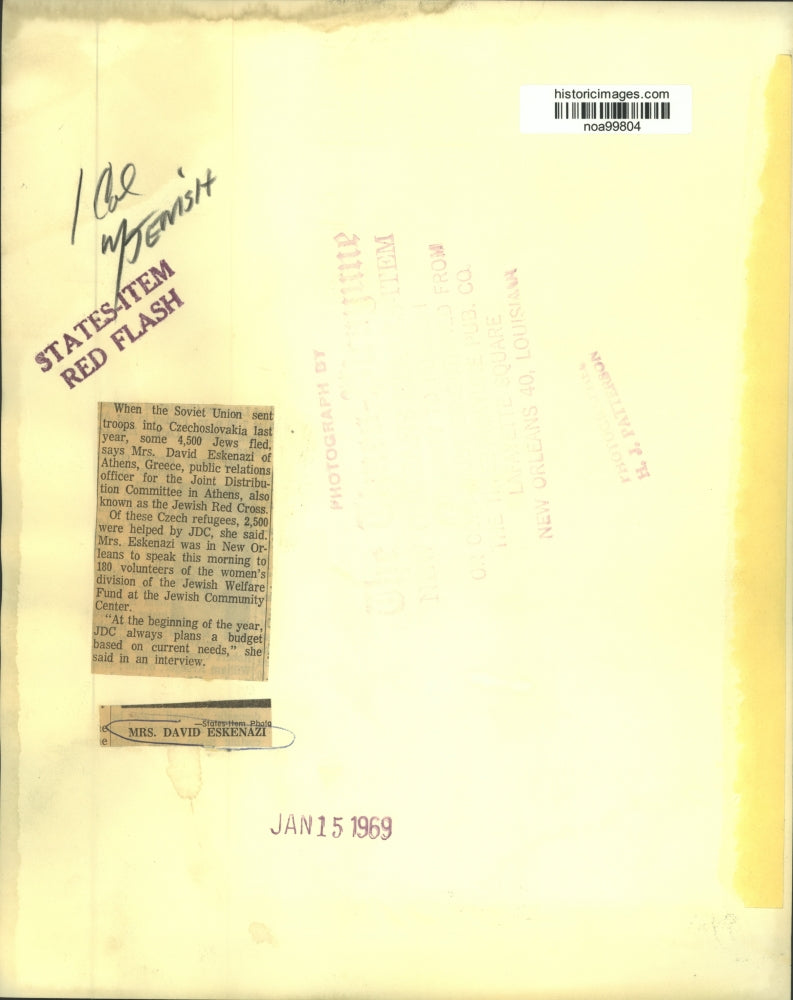 historicimages.com
noa99804
1 Col
w/JEWISH
STATES-ITEM
RED FLASH
When the Soviet Union sent
troops into Czechoslovakia last
year, some 4,500 Jews fled,
says Mrs. David Eskenazi of
Athens, Greece, public relations
officer for the Joint Distribu-
tion Committee in Athens, also
known as the Jewish Red Cross.
Of these Czech refugees, 2,500
were helped by JDC, she said.
Mrs. Eskenazi was in New Or-
leans to speak this morning to
180 volunteers of the women's
division of the Jewish Welfare
Fund at the Jewish Community
Center.
"At the beginning of the year,
JDC always plans a budget
based on current needs," she
said in an interview.
—States-Item Photo
MRS. DAVID ESKENAZI
PHOTOGRAPH BY
ITEM
FROM
PUB. CO.
SQUARE
NEW ORLEANS 40, LOUISIANA
H. J. PATTERSON
JAN 15 1969